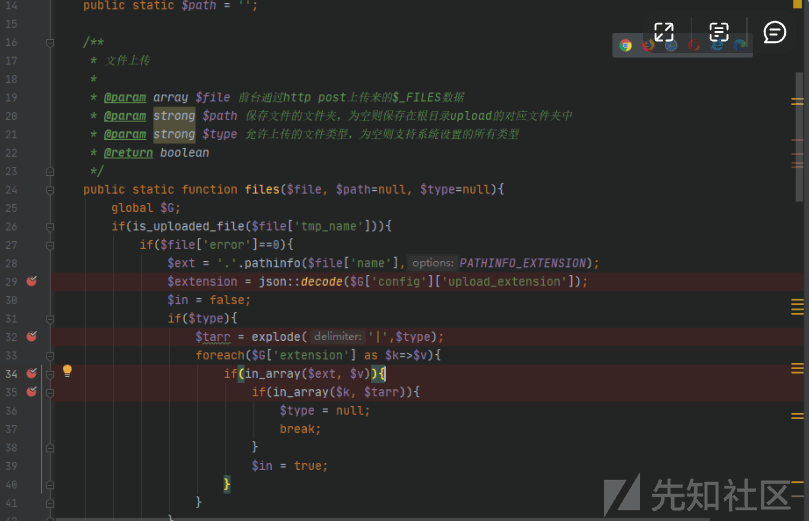 14 public static $path = '';
15
16 /**
17 * 文件上传
18 *
19 * @param array $file 前台通过http post上传来的$_FILES数据
20 * @param strong $path 保存文件的文件夹，为空则保存在根目录upload的对应文件夹中
21 * @param strong $type 允许上传的文件类型，为空则支持系统设置的所有类型
22 * @return boolean
23 */
24 public static function files($file, $path=null, $type=null){
25 global $G;
26 if(is_uploaded_file($file['tmp_name'])){
27 if($file['error']==0){
28 $ext = '.'.pathinfo($file['name'], options: PATHINFO_EXTENSION);
29 $extension = json::decode($G['config']['upload_extension']);
30 $in = false;
31 if($type){
32 $tarr = explode( delimiter: '|',$type);
33 foreach($G['extension'] as $k=>$v){
34 if(in_array($ext, $v)){
35 if(in_array($k, $tarr)){
36 $type = null;
37 break;
38 }
39 $in = true;
40 }
41 }
42 }
先知社区